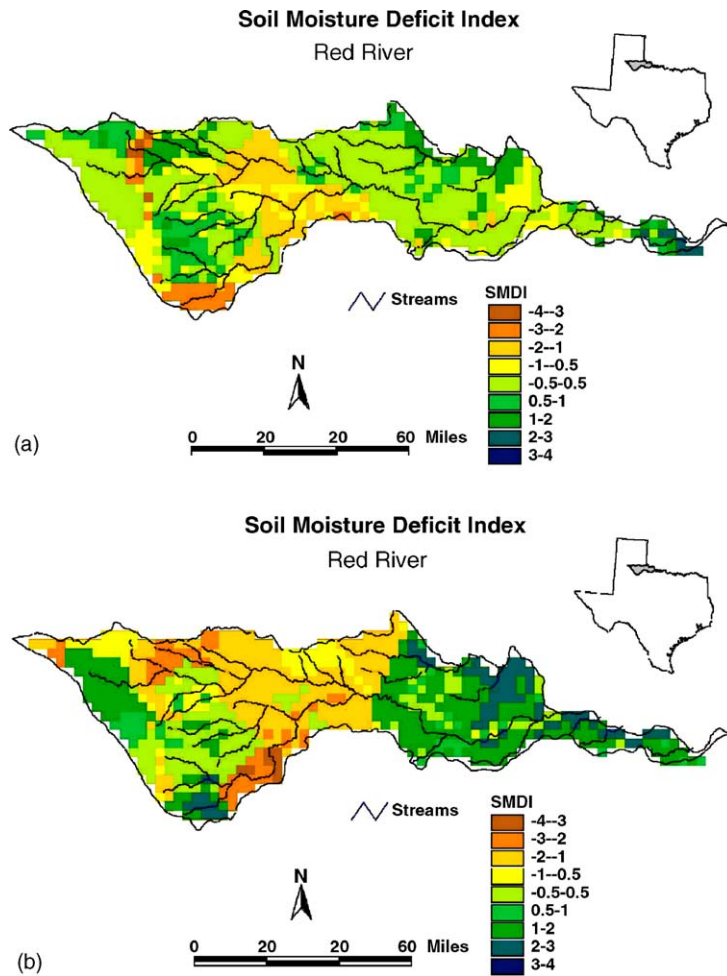 Soil Moisture Deficit Index
Red River
Streams
SMDI
-4--3
-3--2
-2--1
-1--0.5
-0.5-0.5
0.5-1
1-2
2-3
3-4
N
0 20 20 60 Miles
(a)
Soil Moisture Deficit Index
Red River
Streams
SMDI
-4--3
-3--2
-2--1
-1--0.5
-0.5-0.5
0.5-1
1-2
2-3
3-4
N
0 20 20 60 Miles
(b)